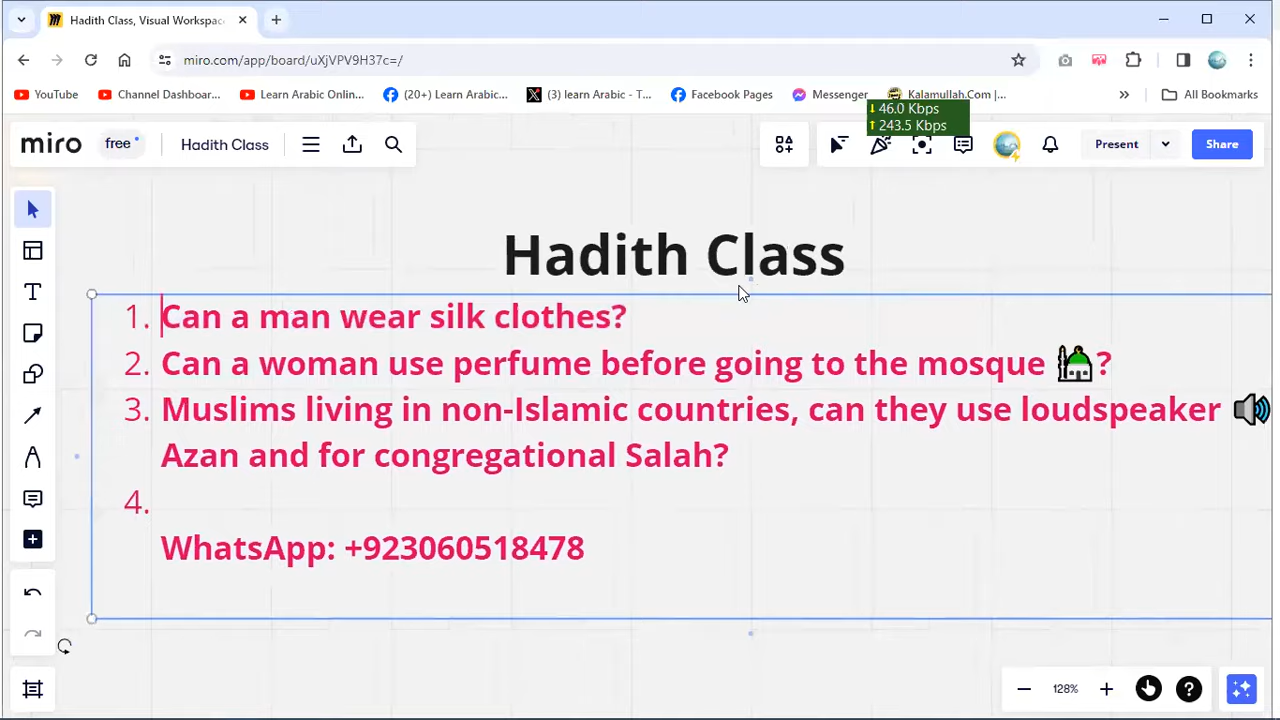 Hadith Class, Visual Workspac
miro.com/app/board/uXjVPV9H37c=/
YouTube
Channel Dashboar...
Learn Arabic Onlin...
(20+) Learn Arabic...
(3) learn Arabic - T...
Facebook Pages
Messenger
Kalamullah.Com |...
All Bookmarks
46.0 Kbps
243.5 Kbps
miro
free
Hadith Class
Present
Share
Hadith Class
1. Can a man wear silk clothes?
2. Can a woman use perfume before going to the mosque 🕌?
3. Muslims living in non-Islamic countries, can they use loudspeaker 🔊
Azan and for congregational Salah?
4.
WhatsApp: +923060518478
128%